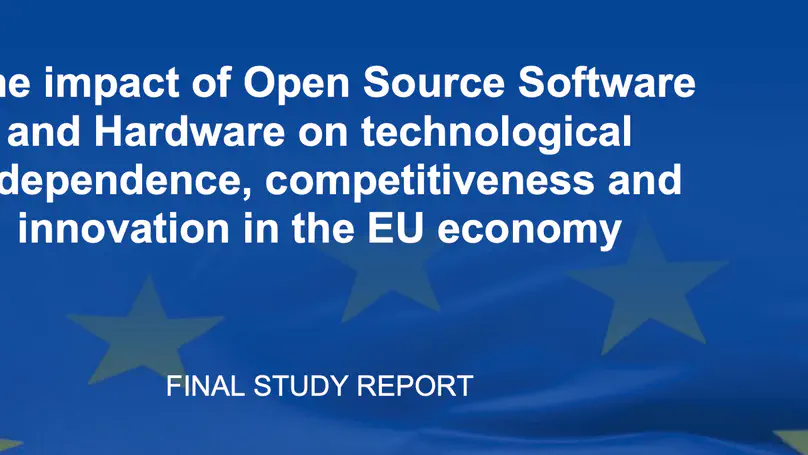 he impact of Open Source Software
and Hardware on technological
dependence, competitiveness and
innovation in the EU economy
FINAL STUDY REPORT